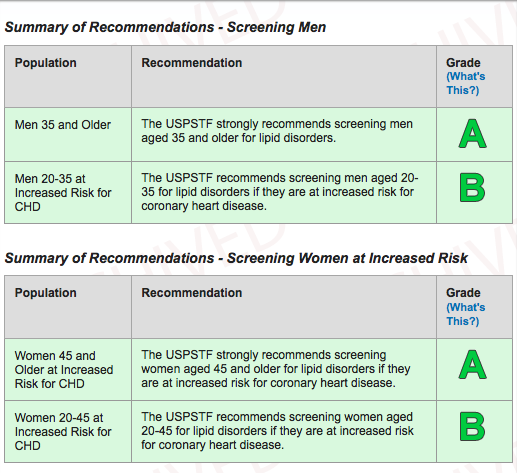 Summary of Recommendations - Screening Men
Population
Recommendation
Grade
(What's
This?)
Men 35 and Older
The USPSTF strongly recommends screening men
aged 35 and older for lipid disorders.
A
Men 20-35 at
Increased Risk for
CHD
The USPSTF recommends screening men aged 20-
35 for lipid disorders if they are at increased risk for
coronary heart disease.
B
Summary of Recommendations - Screening Women at Increased Risk
Population
Recommendation
Grade
(What's
This?)
Women 45 and
Older at Increased
Risk for CHD
The USPSTF strongly recommends screening
women aged 45 and older for lipid disorders if they
are at increased risk for coronary heart disease.
A
Women 20-45 at
Increased Risk for
CHD
The USPSTF recommends screening women aged
20-45 for lipid disorders if they are at increased risk
for coronary heart disease.
B